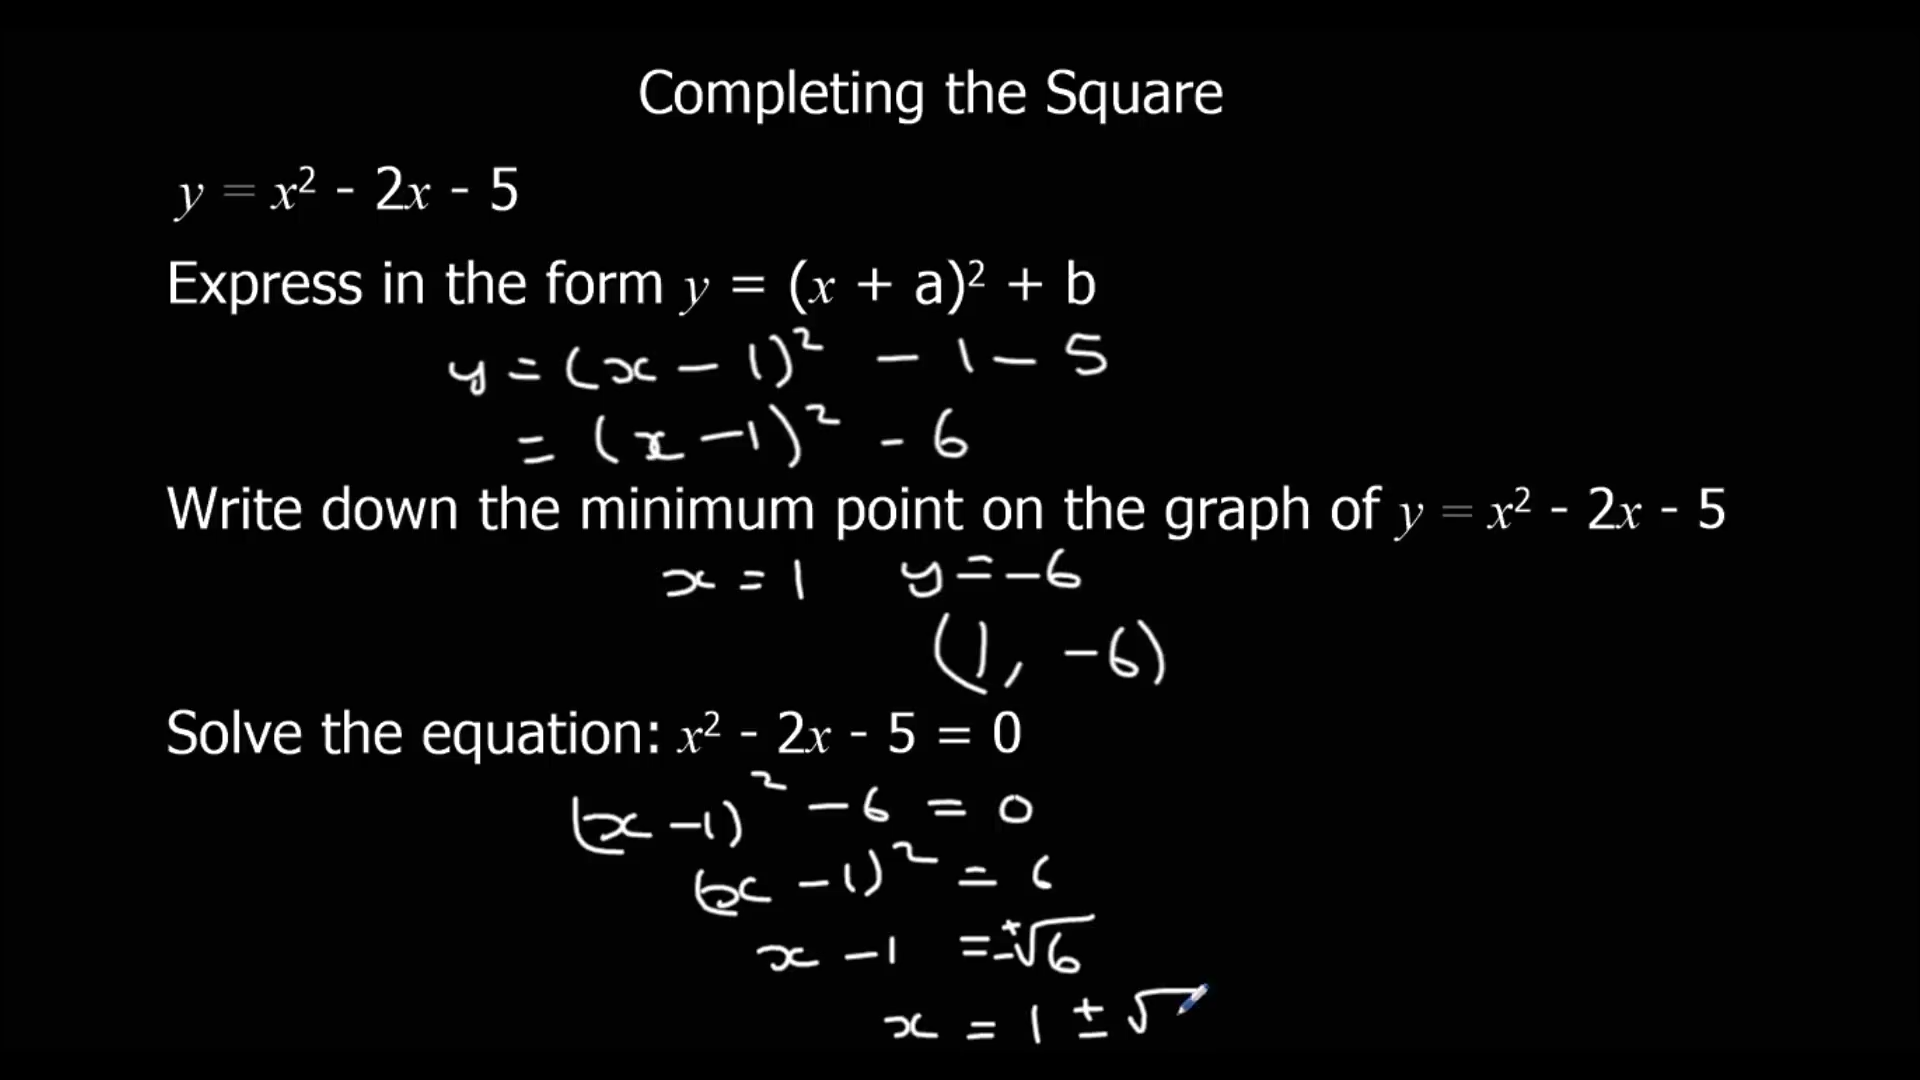 Completing the Square
y = x² - 2x - 5
Express in the form y = (x + a)² + b
y = (x - 1)² - 1 - 5
= (x - 1)² - 6
Write down the minimum point on the graph of y = x² - 2x - 5
x = 1 y = -6
(1, -6)
Solve the equation: x² - 2x - 5 = 0
(x - 1)² - 6 = 0
(x - 1)² = 6
x - 1 = ±√6
x = 1 ± √